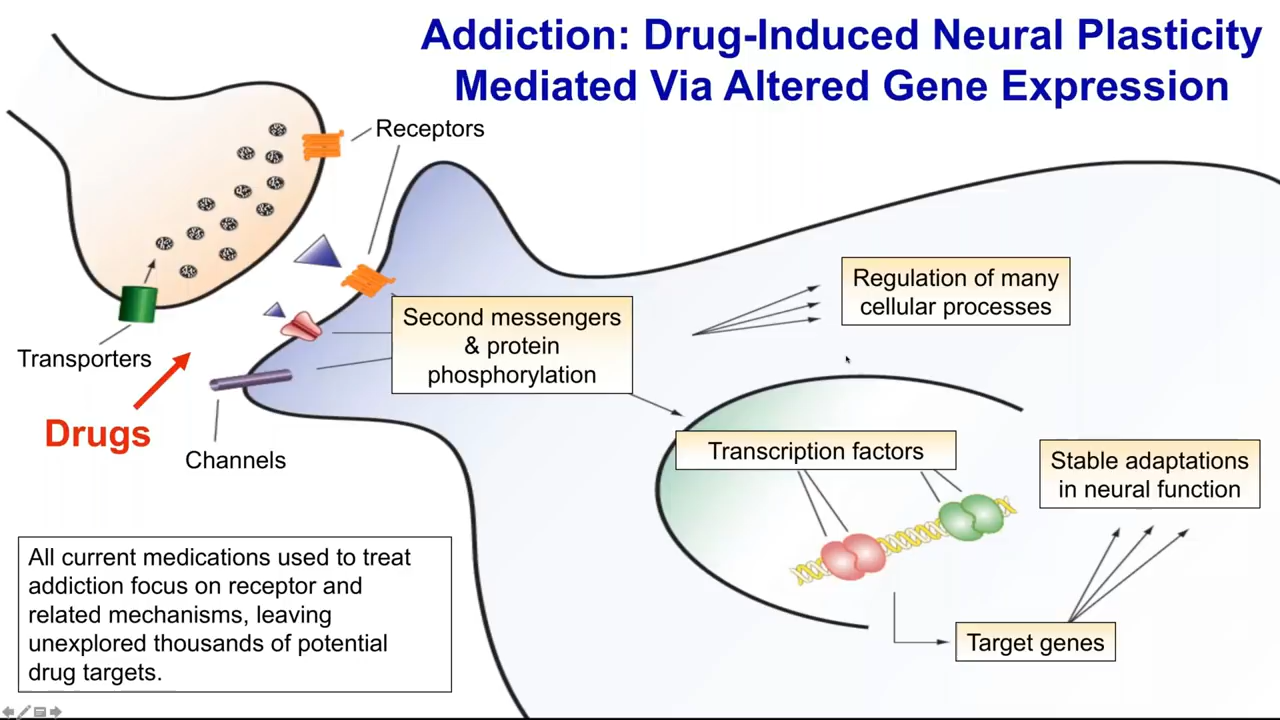 Addiction: Drug-Induced Neural Plasticity
Mediated Via Altered Gene Expression
Receptors
Regulation of many
cellular processes
Second messengers
& protein
phosphorylation
Transporters
Drugs
Channels
Transcription factors
Stable adaptations
in neural function
All current medications used to treat
addiction focus on receptor and
related mechanisms, leaving
unexplored thousands of potential
drug targets.
Target genes